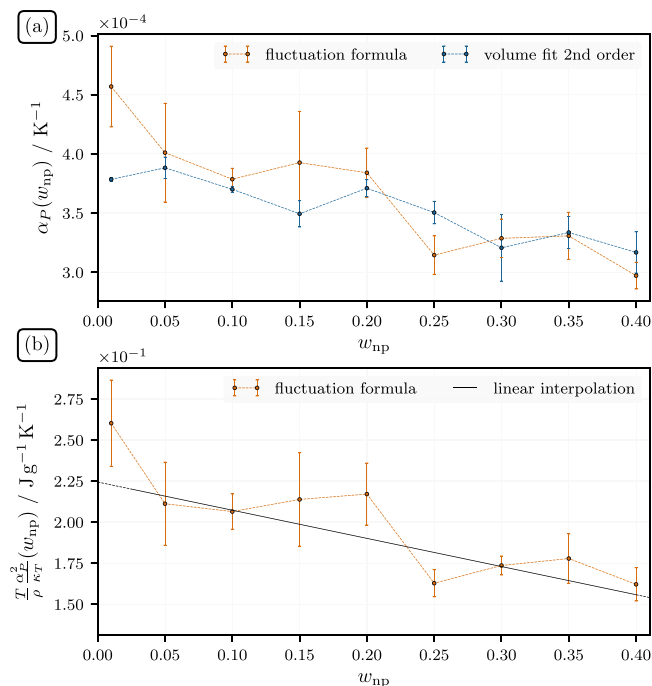 (a)
×10⁻⁴
fluctuation formula volume fit 2nd order
α_P(w_np) / K⁻¹
5.0
4.5
4.0
3.5
3.0
0.00 0.05 0.10 0.15 0.20 0.25 0.30 0.35 0.40
w_np
(b)
×10⁻¹
fluctuation formula linear interpolation
T/ρ α_P²/κ_T (w_np) / J g⁻¹ K⁻¹
2.75
2.50
2.25
2.00
1.75
1.50
0.00 0.05 0.10 0.15 0.20 0.25 0.30 0.35 0.40
w_np